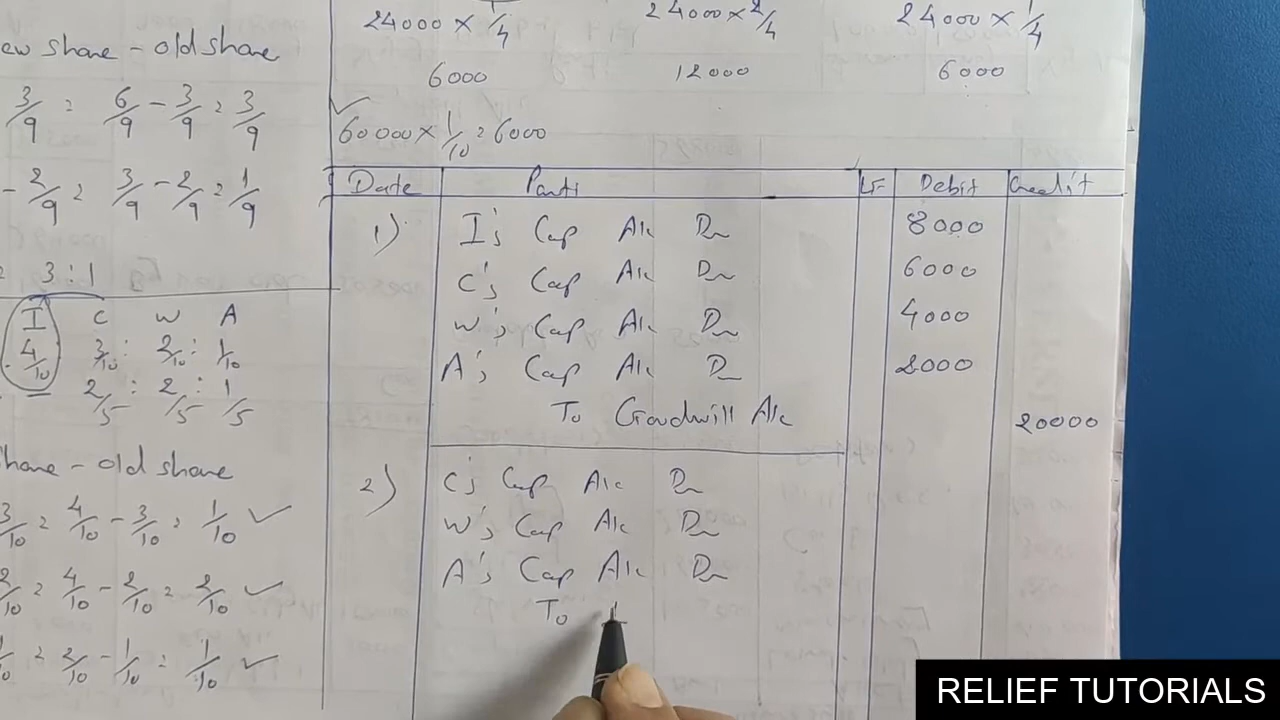 24000 × 1/4 24000 × 2/4 24000 × 1/4
6000 12000 6000
60000 × 1/10 = 6000
ew share - old share
3/9 = 6/9 - 3/9 = 3/9
- 2/9 = 3/9 - 2/9 = 1/9
= 3 : 1
I C W A
4/10 3/10 : 2/10 : 1/10
2/5 : 2/5 : 1/5
hare - old share
3/10 = 4/10 - 3/10 = 1/10 ✓
2/10 = 4/10 - 2/10 = 2/10 ✓
1/10 = 2/10 - 1/10 = 1/10 ✓
Date Parti LF Debit Credit
1) I's Cap A/c Dr 8000
C's Cap A/c Dr 6000
W's Cap A/c Dr 4000
A's Cap A/c Dr 2000
To Goodwill A/c 20000
2) C's Cap A/c Dr
W's Cap A/c Dr
A's Cap A/c Dr
To
RELIEF TUTORIALS